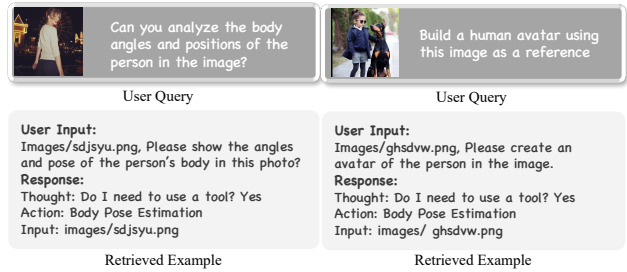 Can you analyze the body
angles and positions of the
person in the image?
User Query
User Input:
Images/sdjsyu.png, Please show the angles
and pose of the person's body in this photo?
Response:
Thought: Do I need to use a tool? Yes
Action: Body Pose Estimation
Input: images/sdjsyu.png
Retrieved Example
Build a human avatar using
this image as a reference
User Query
User Input:
Images/ghsdvw.png, Please create an
avatar of the person in the image.
Response:
Thought: Do I need to use a tool? Yes
Action: Body Pose Estimation
Input: images/ ghsdvw.png
Retrieved Example